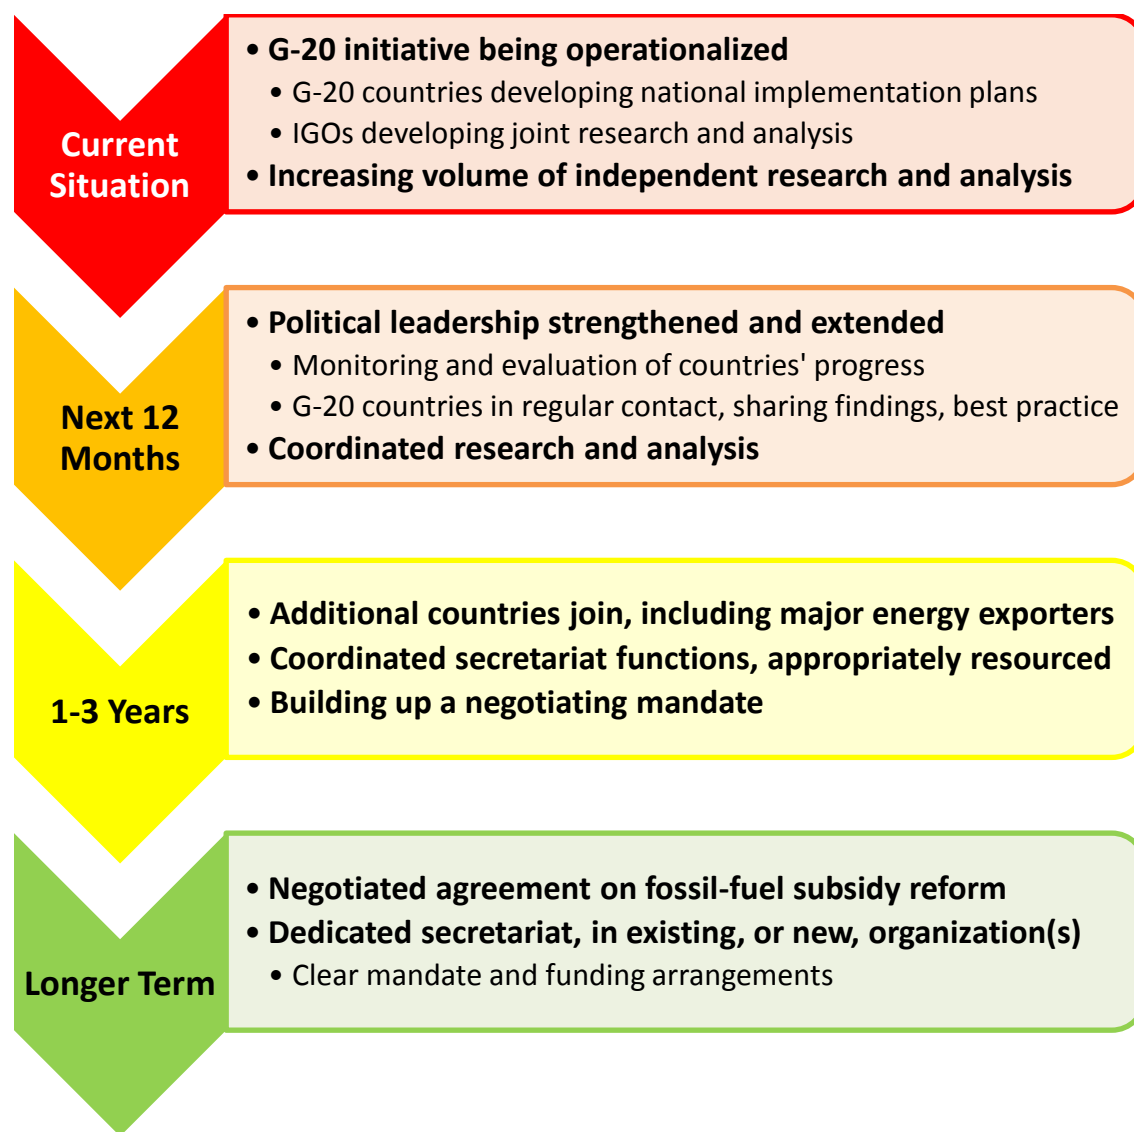 Current
Situation
• G-20 initiative being operationalized
• G-20 countries developing national implementation plans
• IGOs developing joint research and analysis
• Increasing volume of independent research and analysis
Next 12
Months
• Political leadership strengthened and extended
• Monitoring and evaluation of countries' progress
• G-20 countries in regular contact, sharing findings, best practice
• Coordinated research and analysis
1-3 Years
• Additional countries join, including major energy exporters
• Coordinated secretariat functions, appropriately resourced
• Building up a negotiating mandate
Longer Term
• Negotiated agreement on fossil-fuel subsidy reform
• Dedicated secretariat, in existing, or new, organization(s)
• Clear mandate and funding arrangements